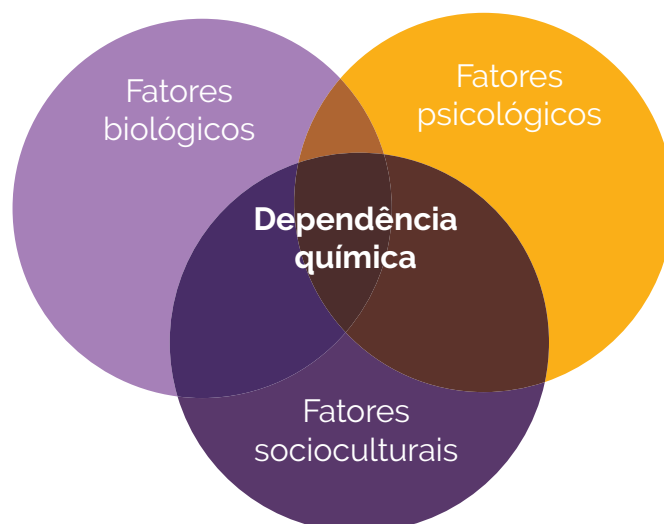 Fatores
biológicos
Fatores
psicológicos
Dependência
química
Fatores
socioculturais